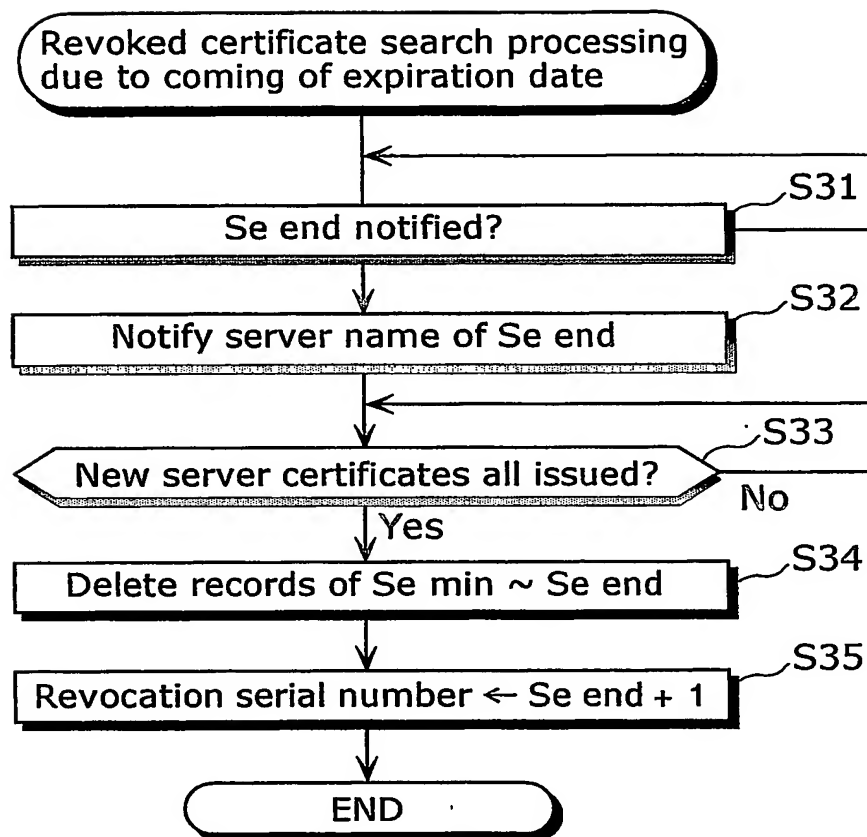 Revoked certificate search processing
due to coming of expiration date
S31
Se end notified?
S32
Notify server name of Se end
S33
New server certificates all issued?
No
Yes
S34
Delete records of Se min ~ Se end
S35
Revocation serial number ← Se end + 1
END